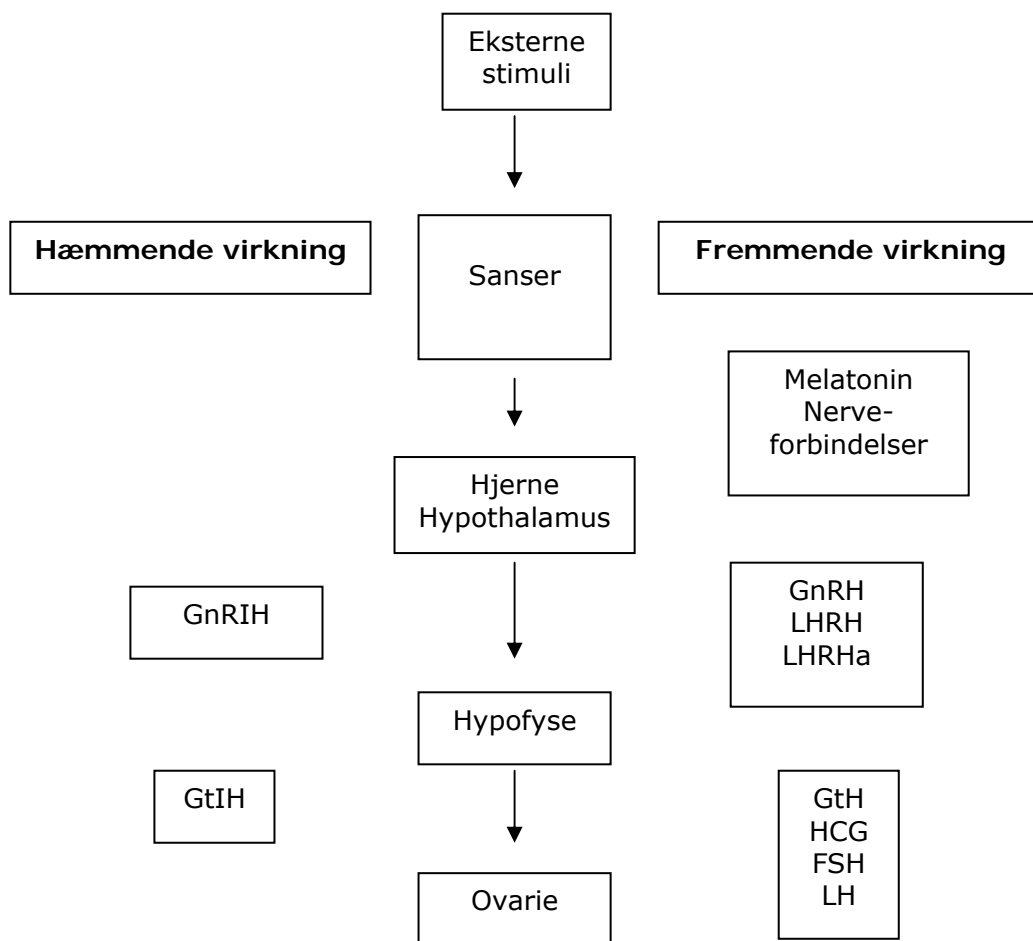 Eksterne
stimuli
Hæmmende virkning
Sanser
Fremmende virkning
Melatonin
Nerve-
forbindelser
Hjerne
Hypothalamus
GnRIH
GnRH
LHRH
LHRHa
Hypofyse
GtIH
GtH
HCG
FSH
LH
Ovarie